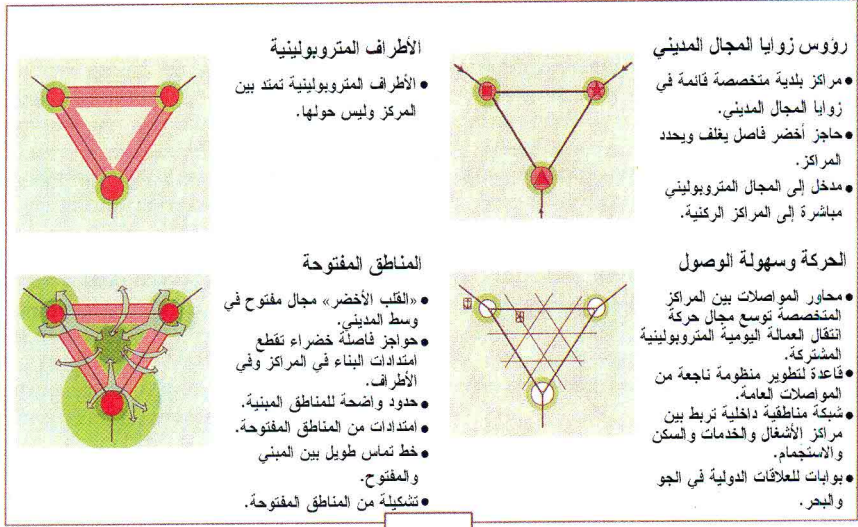 رؤوس زوايا المجال المديني
• مراكز بلدية متخصصة قائمة في
زوايا المجال المديني.
• حاجز أخضر فاصل يغلف ويحدد
المراكز.
• مدخل إلى المجال المتروبوليني
مباشرة إلى المراكز الركنية.
الأطراف المتروبولينية
• الأطراف المتروبولينية تمتد بين
المركز وليس حولها.
الحركة وسهولة الوصول
• محاور المواصلات بين المراكز
المتخصصة توسع مجال حركة
انتقال العمالة اليومية المتروبولينية
المشتركة.
• قاعدة لتطوير منظومة ناجعة من
المواصلات العامة.
• شبكة مناطقية داخلية تربط بين
مراكز الأشغال والخدمات والسكن
والاستجمام.
• بوابات للعلاقات الدولية في الجو
والبحر.
المناطق المفتوحة
• «القلب الأخضر» مجال مفتوح في
وسط المديني.
• حواجز فاصلة خضراء تقطع
امتدادات البناء في المراكز وفي
الأطراف.
• حدود واضحة للمناطق المبنية.
• امتدادات من المناطق المفتوحة.
• خط تماس طويل بين المبني
والمفتوح.
• تشكيلة من المناطق المفتوحة.